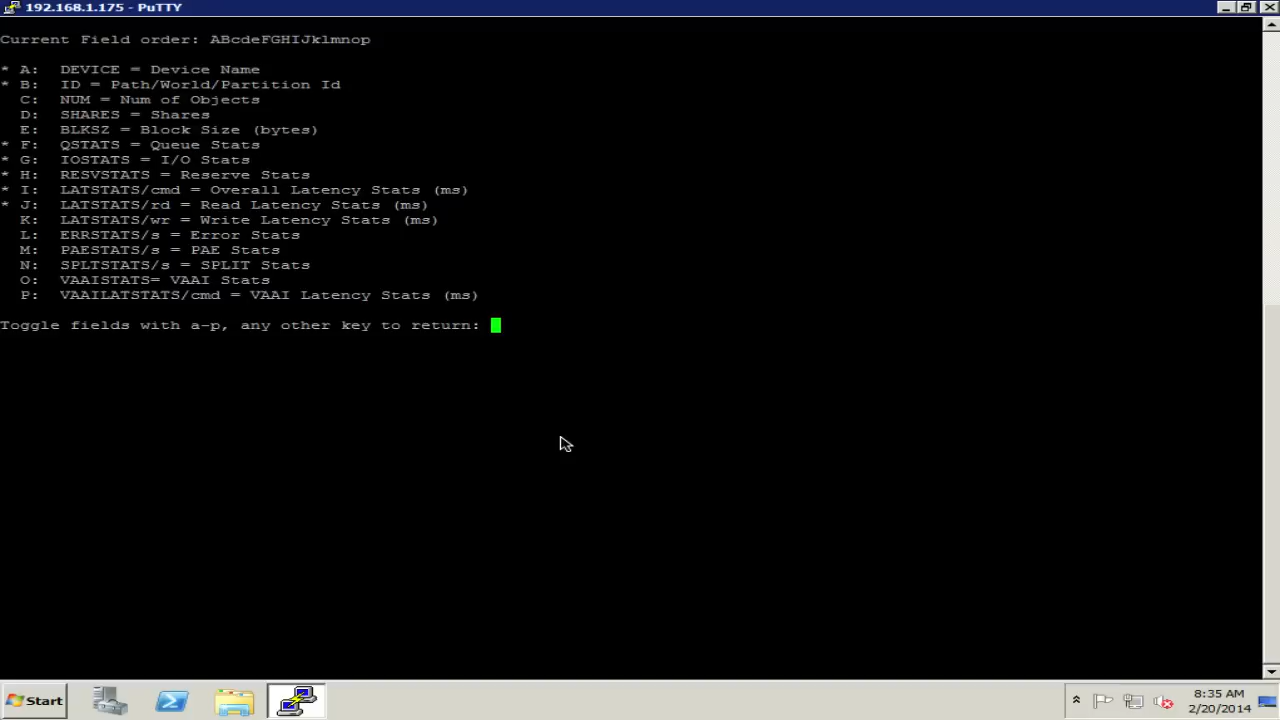 192.168.1.175 - PuTTY
Current Field order: ABcdeFGHIJklmnop
* A: DEVICE = Device Name
* B: ID = Path/World/Partition Id
C: NUM = Num of Objects
D: SHARES = Shares
E: BLKSZ = Block Size (bytes)
* F: QSTATS = Queue Stats
* G: IOSTATS = I/O Stats
* H: RESVSTATS = Reserve Stats
* I: LATSTATS/cmd = Overall Latency Stats (ms)
* J: LATSTATS/rd = Read Latency Stats (ms)
K: LATSTATS/wr = Write Latency Stats (ms)
L: ERRSTATS/s = Error Stats
M: PAESTATS/s = PAE Stats
N: SPLTSTATS/s = SPLIT Stats
O: VAAISTATS= VAAI Stats
P: VAAILATSTATS/cmd = VAAI Latency Stats (ms)
Toggle fields with a-p, any other key to return:
Start
8:35 AM
2/20/2014